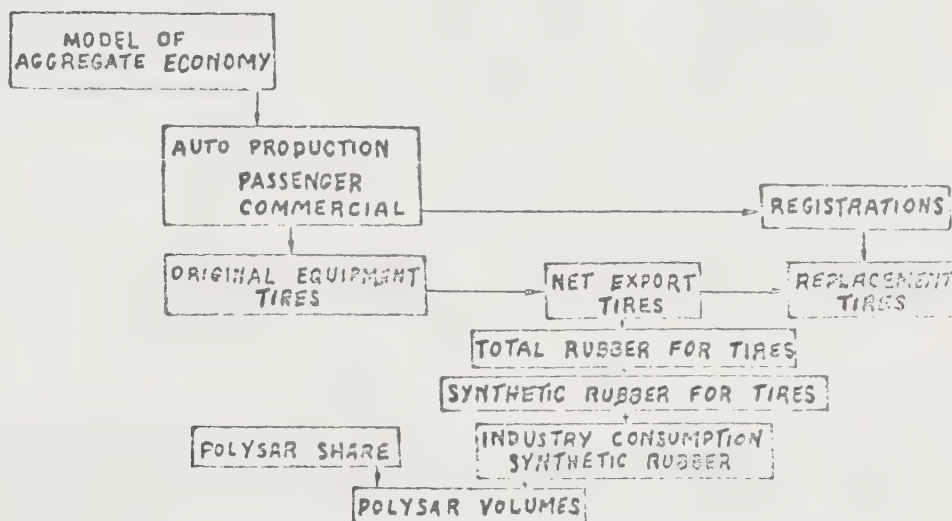 MODEL OF
AGGREGATE ECONOMY
AUTO PRODUCTION
PASSENGER
COMMERCIAL
REGISTRATIONS
ORIGINAL EQUIPMENT
TIRES
NET EXPORT
TIRES
REPLACEMENT
TIRES
TOTAL RUBBER FOR TIRES
SYNTHETIC RUBBER FOR TIRES
INDUSTRY CONSUMPTION
SYNTHETIC RUBBER
POLYSAR SHARE
POLYSAR VOLUMES